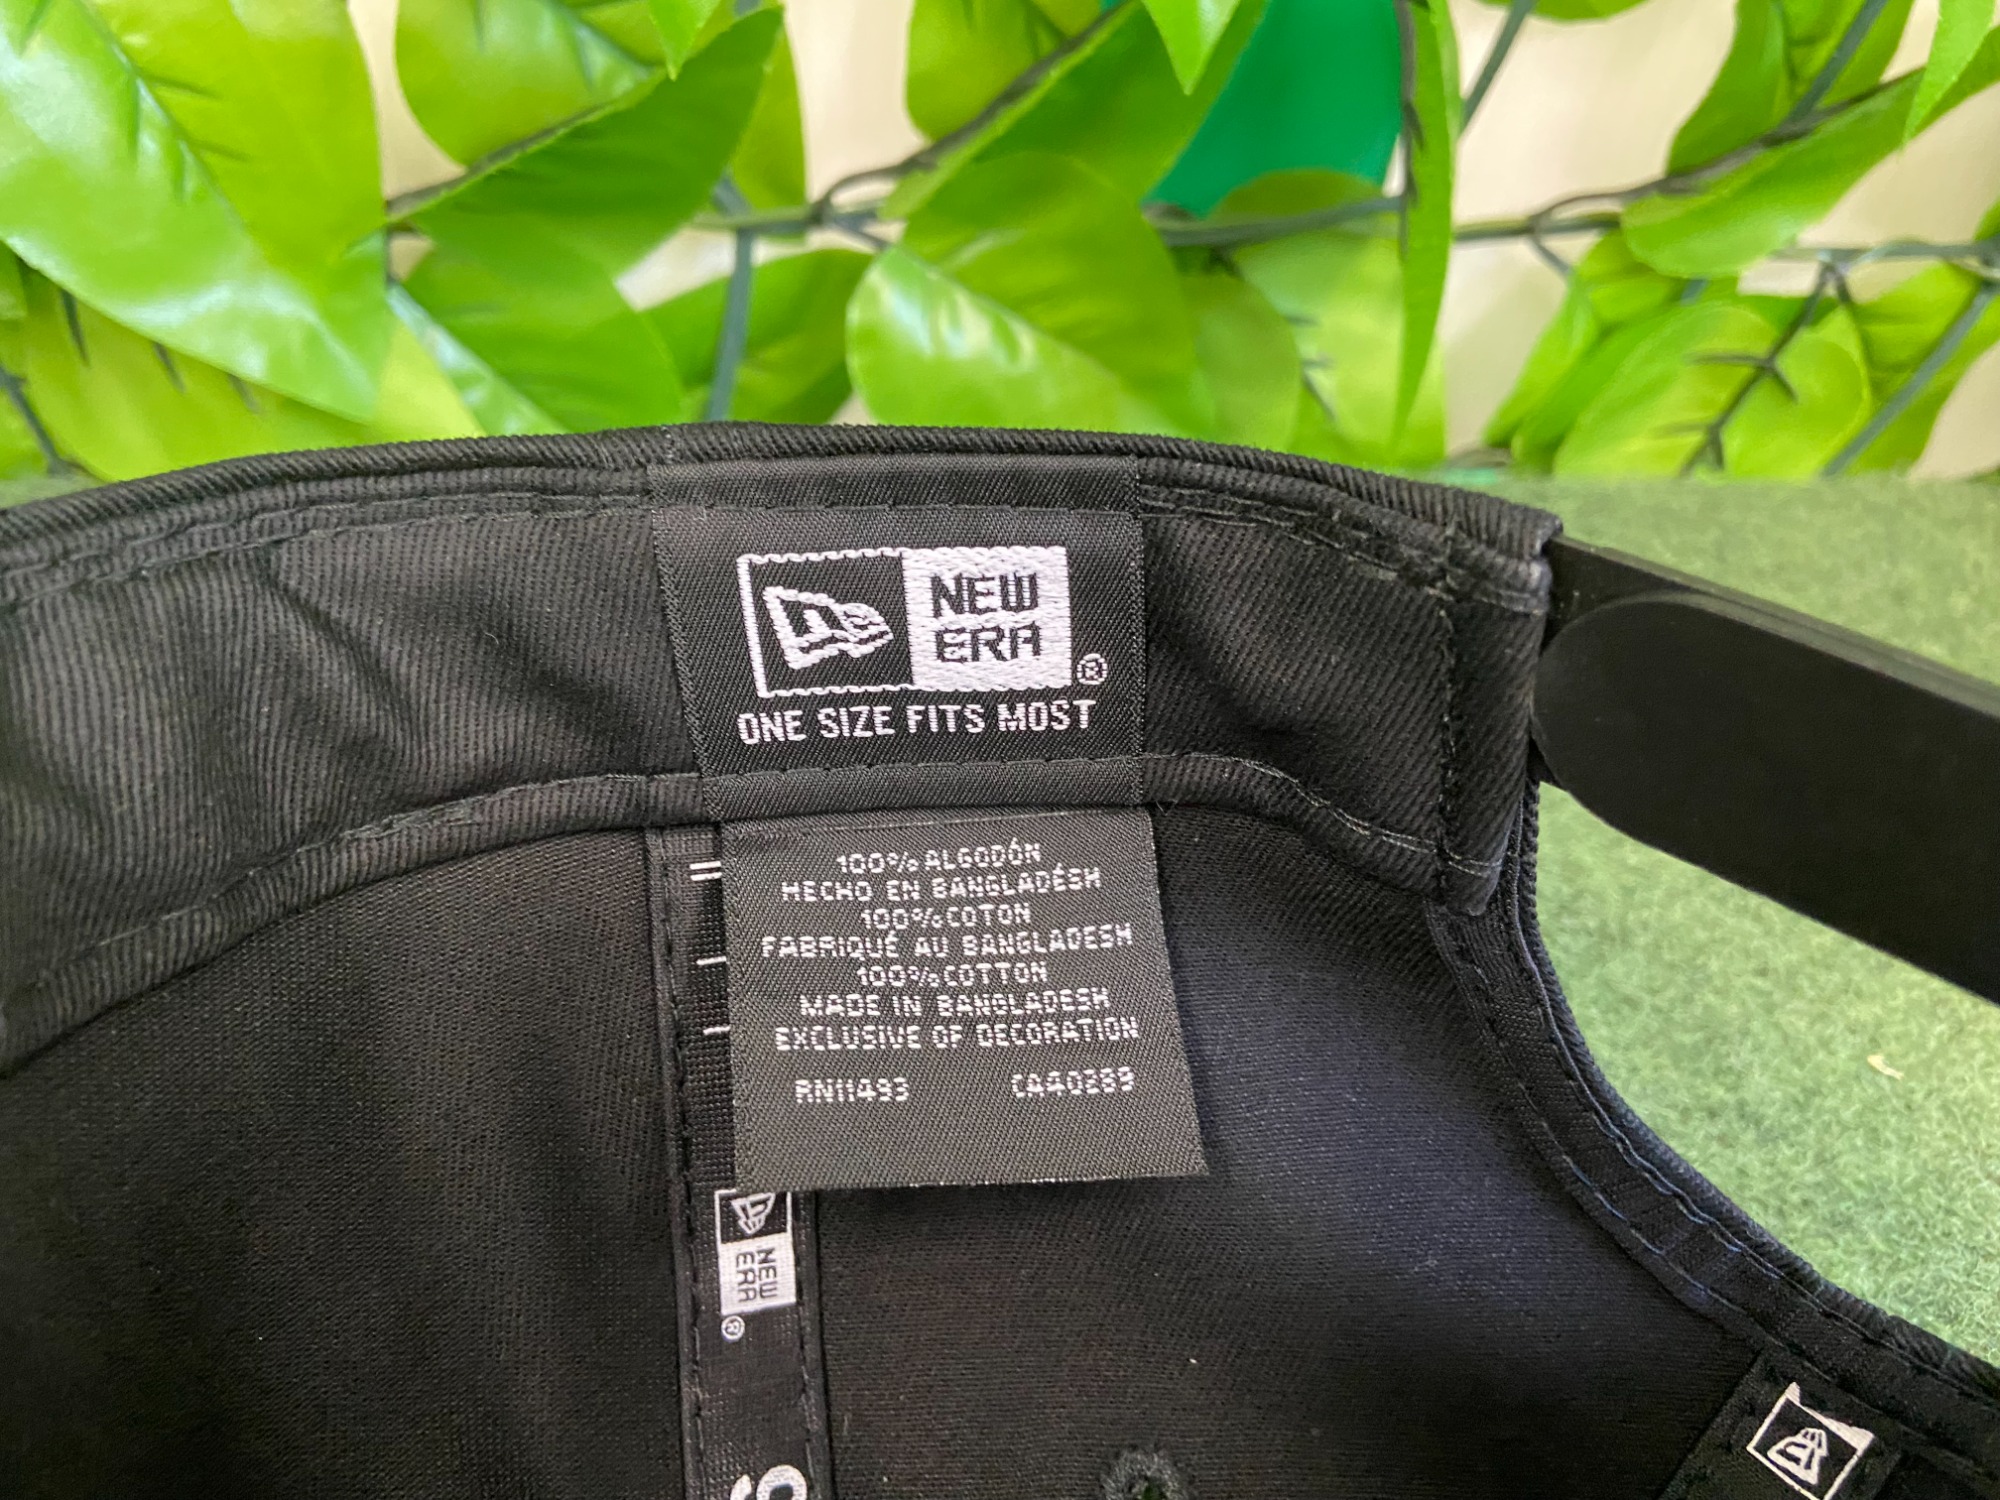 NEW
ERA
®
ONE SIZE FITS MOST
100% ALGODÓN
HECHO EN BANGLADÉSH
100% COTON
FABRIQUÉ AU BANGLADESH
100% COTTON
MADE IN BANGLADESH
EXCLUSIVE OF DECORATION
RN11493 CA40289
NEW
ERA
®